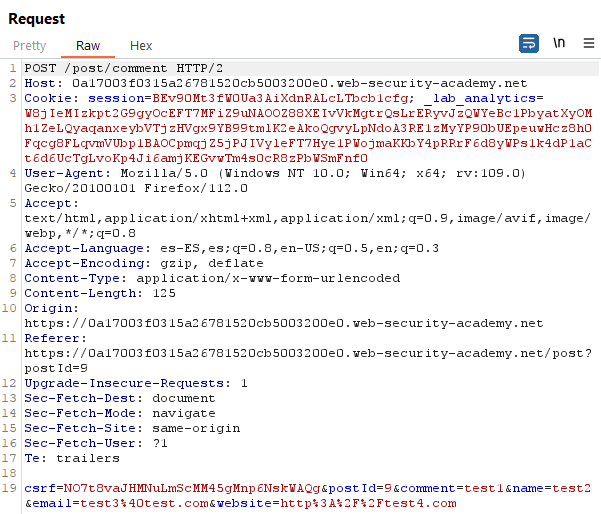 Request
Pretty Raw Hex \n
1 POST /post/comment HTTP/2
2 Host: 0a17003f0315a26781520cb5003200e0.web-security-academy.net
3 Cookie: session=BEv9OMt3fWOUa3AiXdnRALcLTbcb1cfg; _lab_analytics=
W8jIeMIzkpt2G9gyOcEFT7MFiZ9uNAOOZ88XEIvVkMgtrQsLrERyvJzQWYeBc1PbyatXyOM
h1ZeLQyaqanxeybVTjzHVgx9YB99tmlK2eAkoQgvyLpNdoA3RE1zMyYP9ObUEpeuwHcz8hO
Fqcg8FLqvmVUbp1BAOCpmqjZ5jPJIVyleFT7Hye1PWojmaKKbY4pRRrF6d8yWPs1k4dPlaC
t6d6UcTgLvoKp4Ji6amjKEGvwTm4sOcR8zPbWSmFnfO
4 User-Agent: Mozilla/5.0 (Windows NT 10.0; Win64; x64; rv:109.0)
Gecko/20100101 Firefox/112.0
5 Accept:
text/html,application/xhtml+xml,application/xml;q=0.9,image/avif,image/
webp,*/*;q=0.8
6 Accept-Language: es-ES,es;q=0.8,en-US;q=0.5,en;q=0.3
7 Accept-Encoding: gzip, deflate
8 Content-Type: application/x-www-form-urlencoded
9 Content-Length: 125
10 Origin:
https://0a17003f0315a26781520cb5003200e0.web-security-academy.net
11 Referer:
https://0a17003f0315a26781520cb5003200e0.web-security-academy.net/post?
postId=9
12 Upgrade-Insecure-Requests: 1
13 Sec-Fetch-Dest: document
14 Sec-Fetch-Mode: navigate
15 Sec-Fetch-Site: same-origin
16 Sec-Fetch-User: ?1
17 Te: trailers
18
19 csrf=NO7t8vaJHMNuLmScMM45gMnp6NskWAQg&postId=9&comment=test1&name=test2
&email=test3%40test.com&website=http%3A%2F%2Ftest4.com